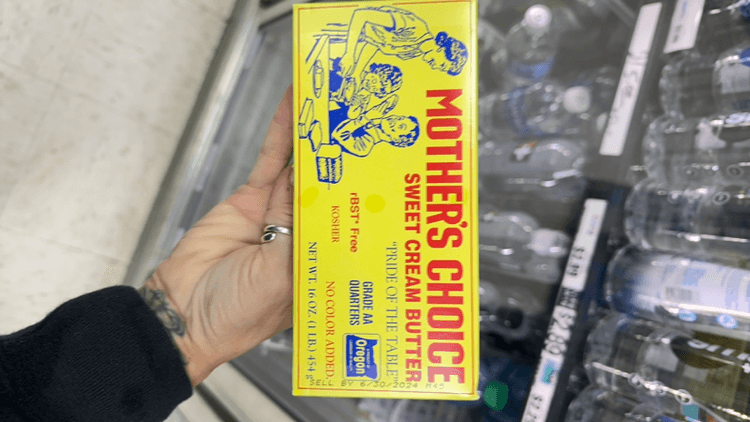 MOTHER'S CHOICE
SWEET CREAM BUTTER
"PRIDE OF THE TABLE"
rBST* Free
KOSHER
GRADE AA
QUARTERS
NO COLOR ADDED
NET WT. 16 OZ. (1 LB.) 454 g
Oregon
SELL BY 6/30/2024